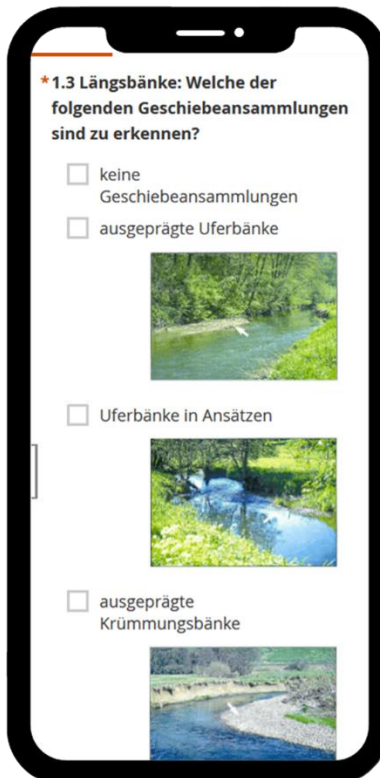 *1.3 Längsbänke: Welche der
folgenden Geschiebeansammlungen
sind zu erkennen?
keine
Geschiebeansammlungen
ausgeprägte Uferbänke
Uferbänke in Ansätzen
ausgeprägte
Krümmungsbänke